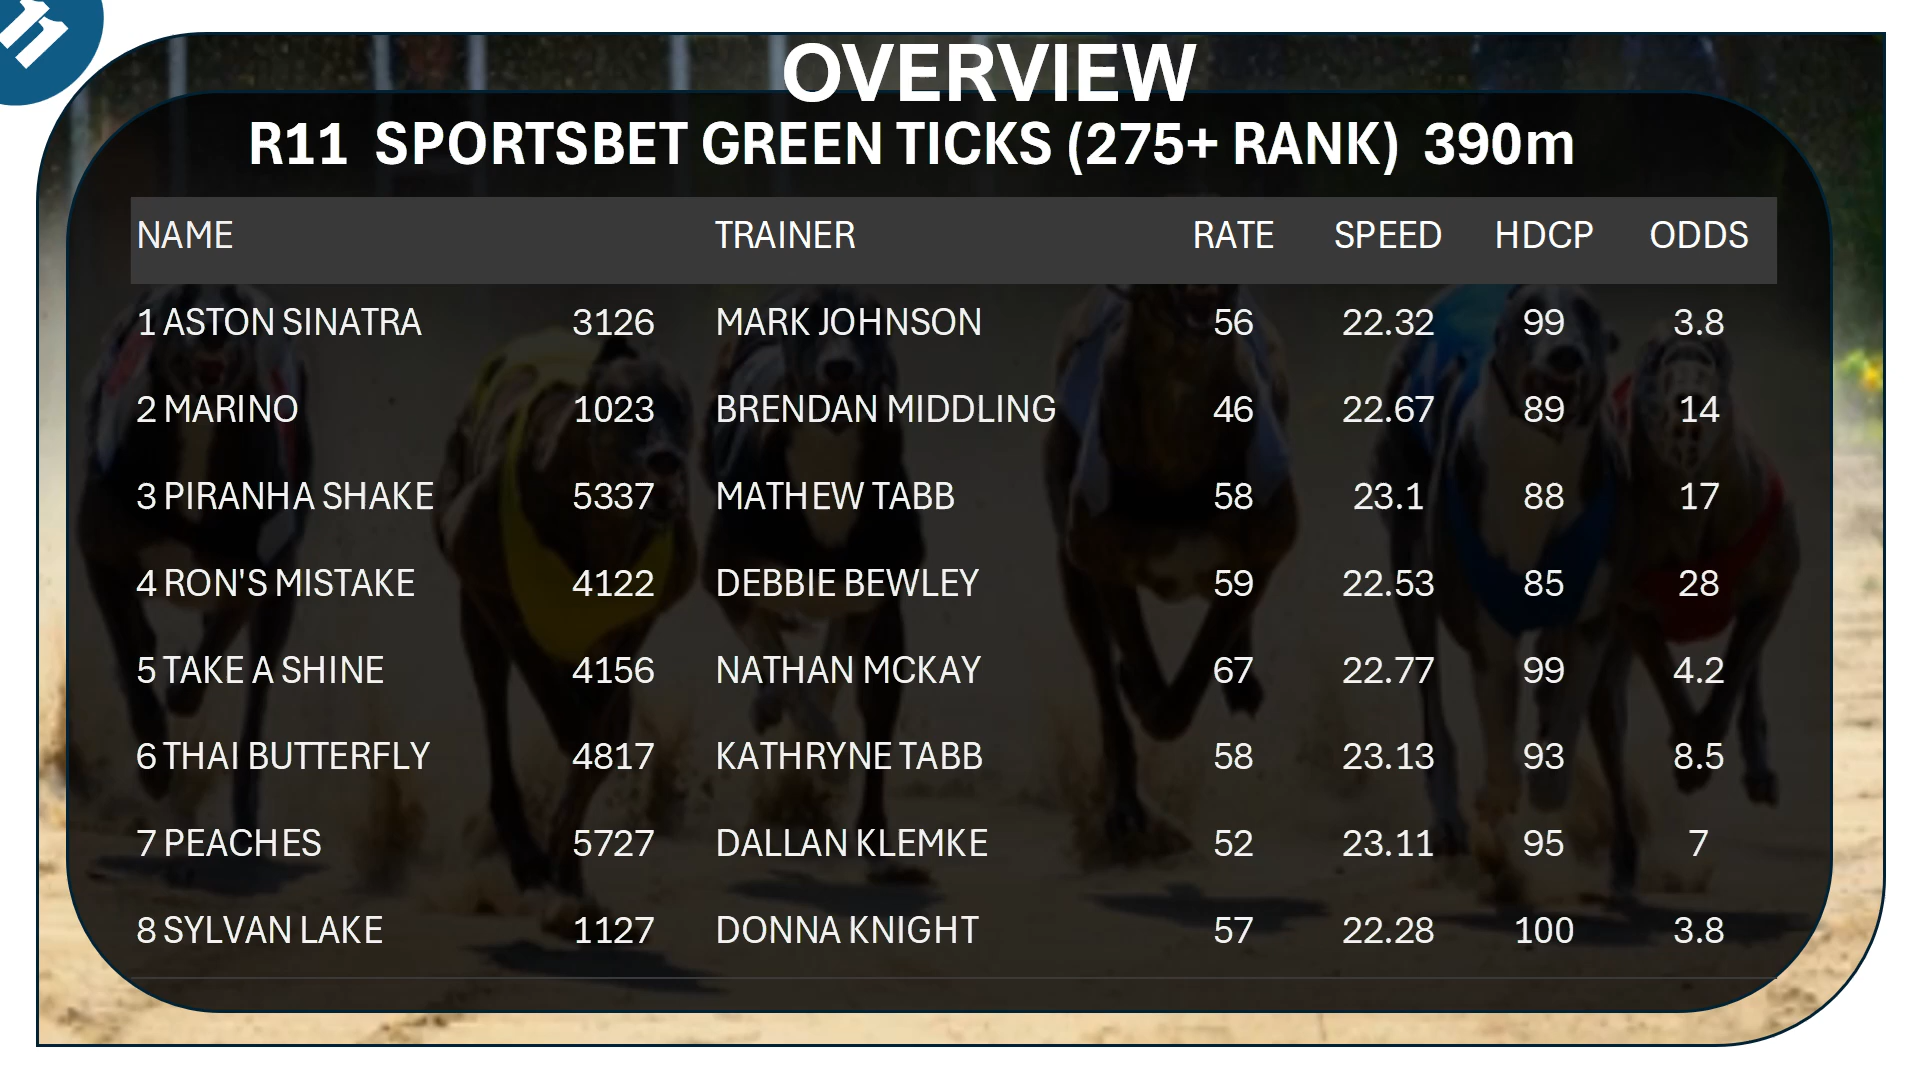 OVERVIEW
R11 SPORTSBET GREEN TICKS (275+ RANK) 390m
NAME TRAINER RATE SPEED HDCP ODDS
1 ASTON SINATRA 3126 MARK JOHNSON 56 22.32 99 3.8
2 MARINO 1023 BRENDAN MIDDLING 46 22.67 89 14
3 PIRANHA SHAKE 5337 MATHEW TABB 58 23.1 88 17
4 RON'S MISTAKE 4122 DEBBIE BEWLEY 59 22.53 85 28
5 TAKE A SHINE 4156 NATHAN MCKAY 67 22.77 99 4.2
6 THAI BUTTERFLY 4817 KATHRYNE TABB 58 23.13 93 8.5
7 PEACHES 5727 DALLAN KLEMKE 52 23.11 95 7
8 SYLVAN LAKE 1127 DONNA KNIGHT 57 22.28 100 3.8